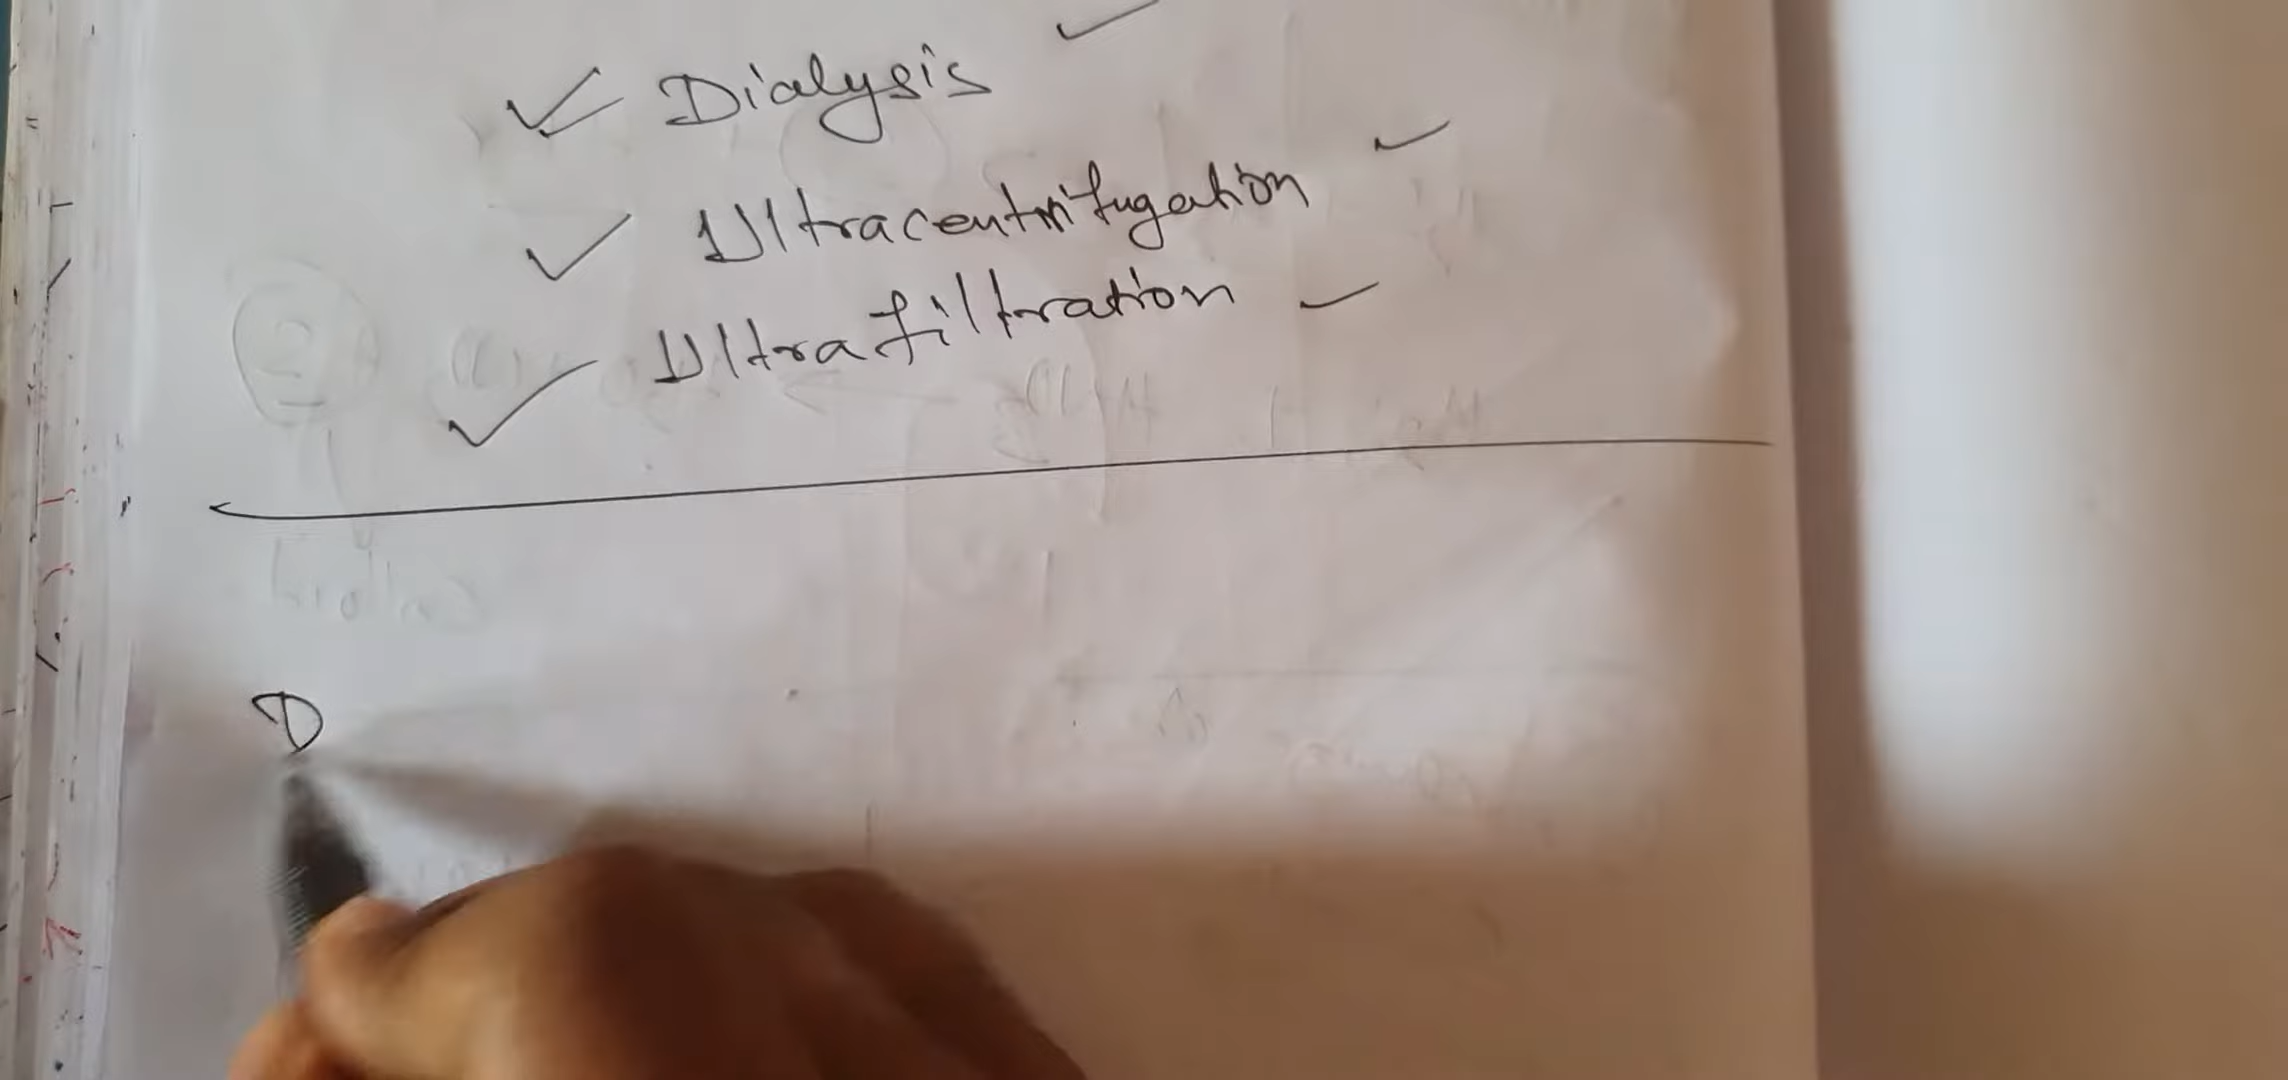 Dialysis
Ultracentrifugation
Ultrafiltration
D